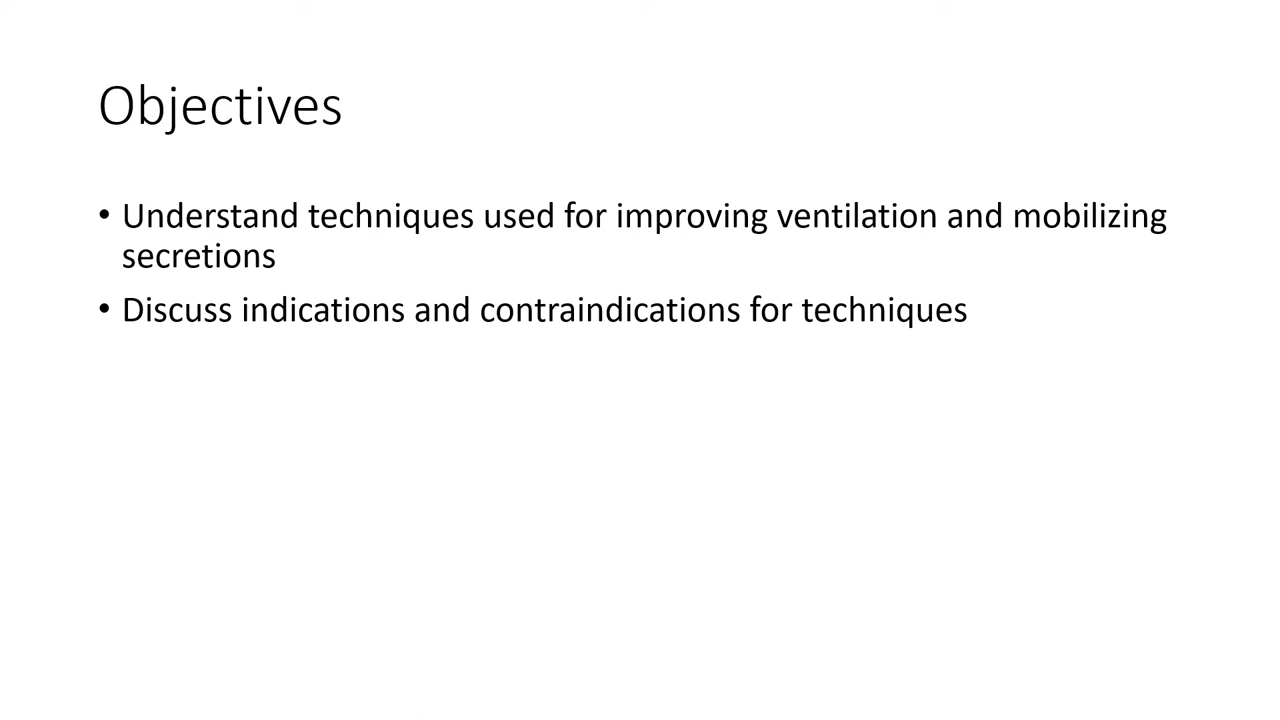 Objectives
• Understand techniques used for improving ventilation and mobilizing
secretions
• Discuss indications and contraindications for techniques